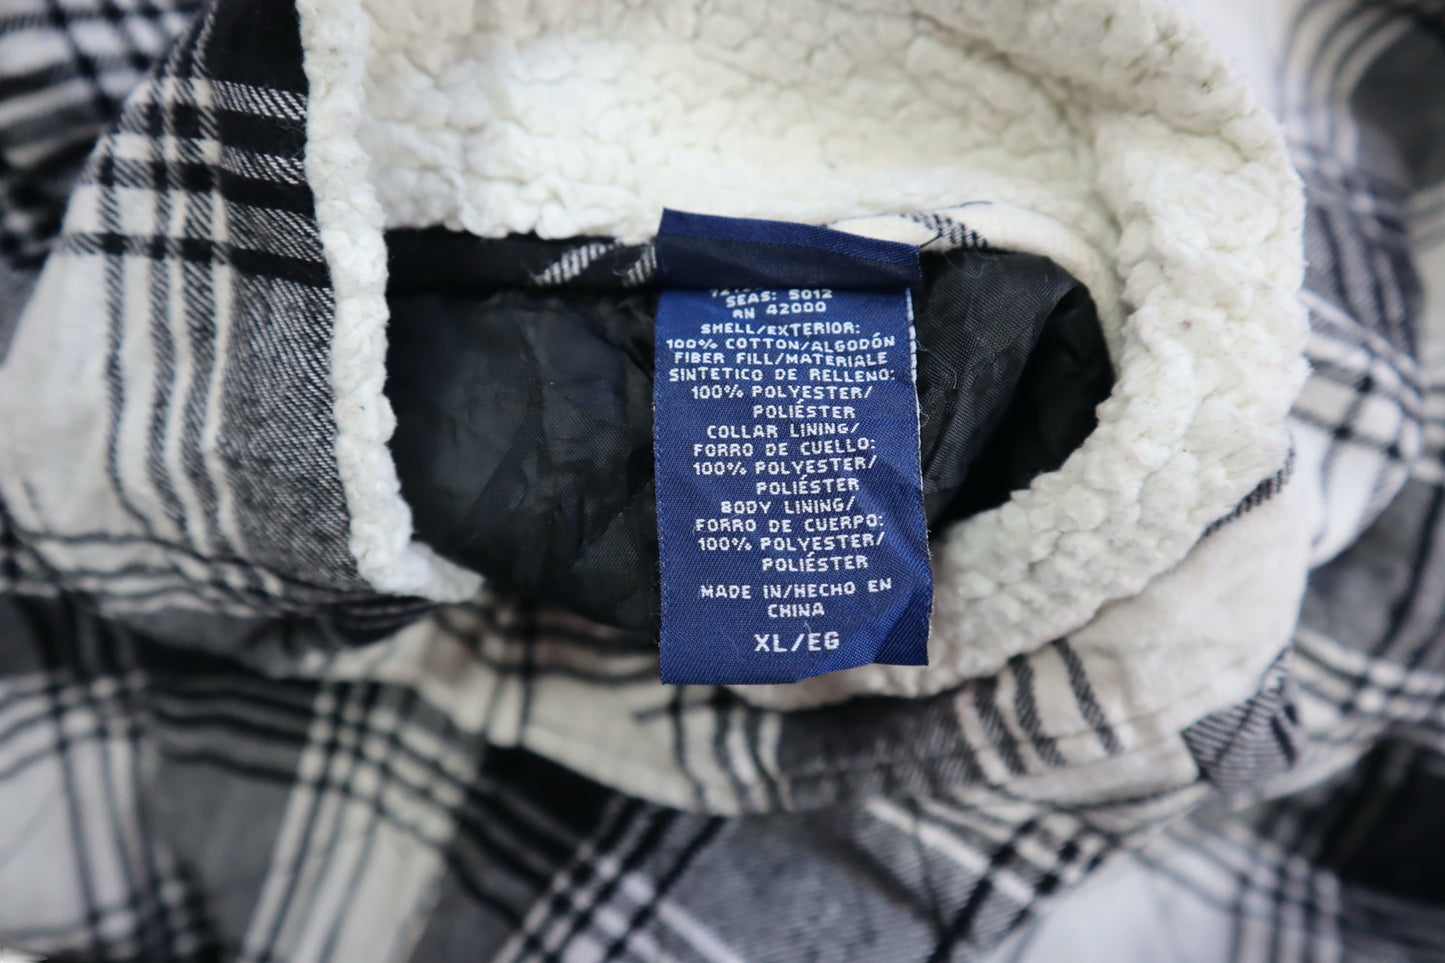 SEAS: 5012
RN 42000
SHELL/EXTERIOR:
100% COTTON/ALGODÓN
FIBER FILL/MATERIALE
SINTETICO DE RELLENO:
100% POLYESTER/
POLIÉSTER
COLLAR LINING/
FORRO DE CUELLO:
100% POLYESTER/
POLIÉSTER
BODY LINING/
FORRO DE CUERPO:
100% POLYESTER/
POLIÉSTER
MADE IN/HECHO EN
CHINA
XL/EG